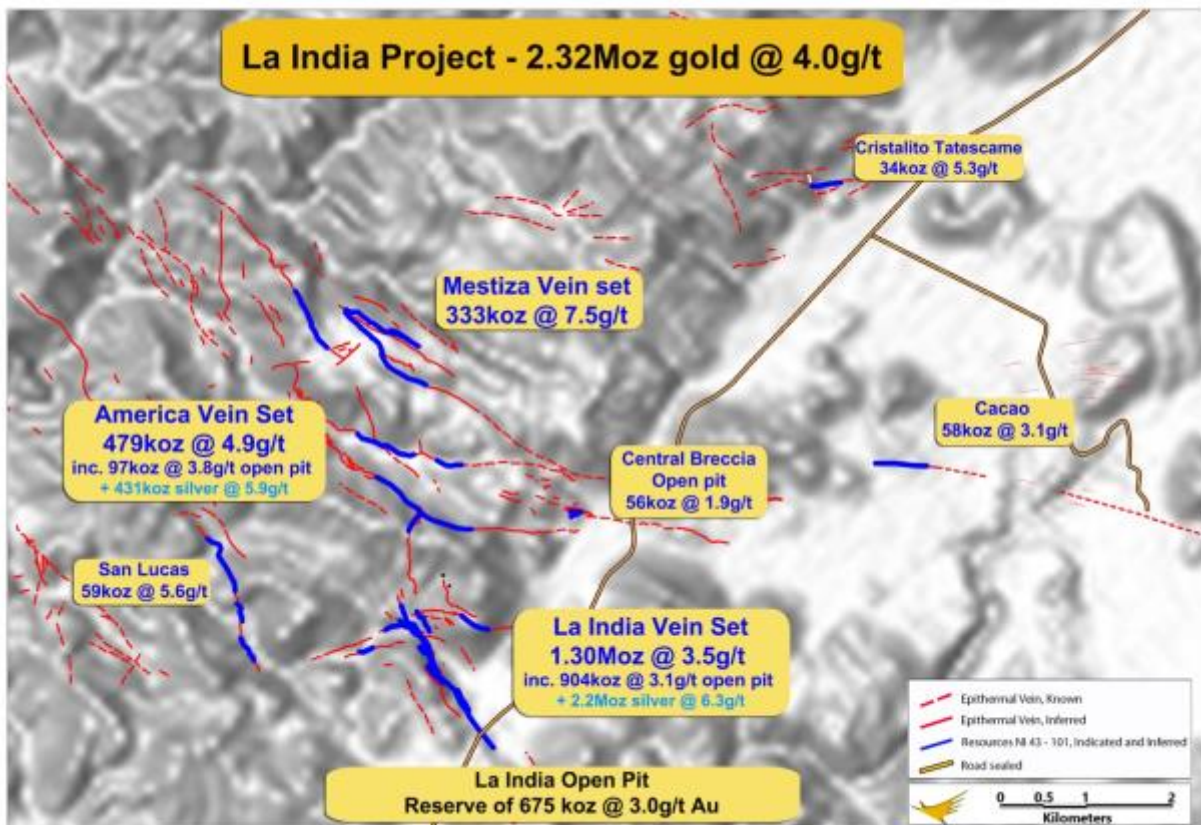 La India Project - 2.32Moz gold @ 4.0g/t
Cristalito Tatescame
34koz @ 5.3g/t
Mestiza Vein set
333koz @ 7.5g/t
America Vein Set
479koz @ 4.9g/t
inc. 97koz @ 3.8g/t open pit
+ 431koz silver @ 5.9g/t
Cacao
58koz @ 3.1g/t
Central Breccia
Open pit
56koz @ 1.9g/t
San Lucas
59koz @ 5.6g/t
La India Vein Set
1.30Moz @ 3.5g/t
inc. 904koz @ 3.1g/t open pit
+ 2.2Moz silver @ 6.3g/t
La India Open Pit
Reserve of 675 koz @ 3.0g/t Au
Epithermal Vein, Known
Epithermal Vein, Inferred
Resources NI 43 - 101, Indicated and Inferred
Road sealed
0 0.5 1 2
Kilometers